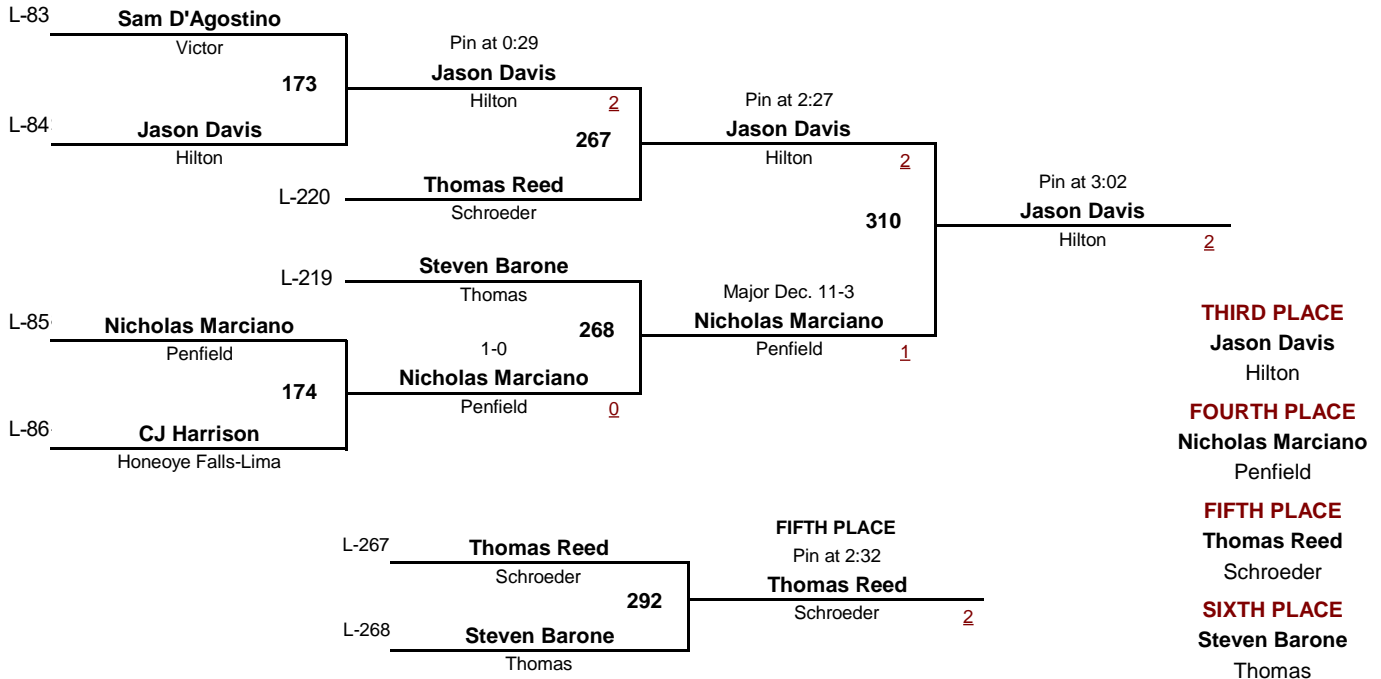 L-83
Sam D'Agostino
Victor
173
L-84
Jason Davis
Hilton
Pin at 0:29
Jason Davis
Hilton
2
267
L-220
Thomas Reed
Schroeder
Pin at 2:27
Jason Davis
Hilton
2
310
L-219
Steven Barone
Thomas
268
L-85
Nicholas Marciano
Penfield
174
L-86
CJ Harrison
Honeoye Falls-Lima
1-0
Nicholas Marciano
Penfield
0
Major Dec. 11-3
Nicholas Marciano
Penfield
1
Pin at 3:02
Jason Davis
Hilton
2
THIRD PLACE
Jason Davis
Hilton
FOURTH PLACE
Nicholas Marciano
Penfield
FIFTH PLACE
Thomas Reed
Schroeder
SIXTH PLACE
Steven Barone
Thomas
L-267
Thomas Reed
Schroeder
292
L-268
Steven Barone
Thomas
FIFTH PLACE
Pin at 2:32
Thomas Reed
Schroeder
2